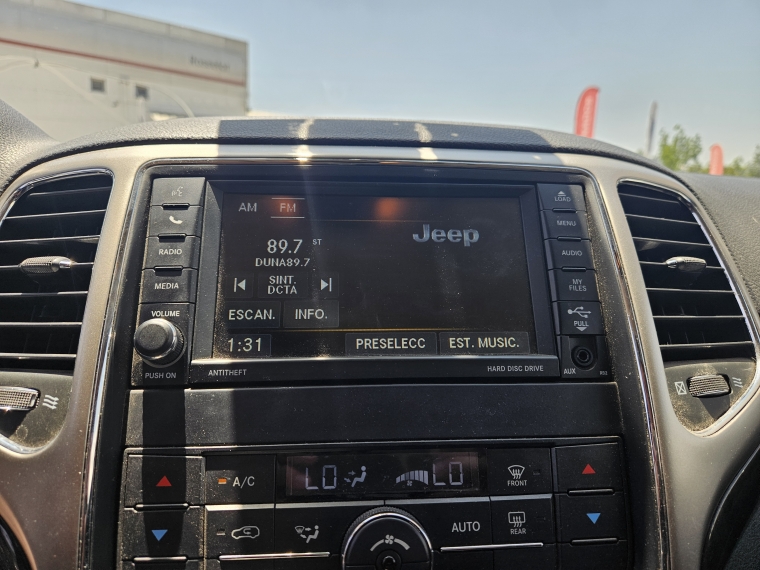 AM FM
89.7 ST
DUNA89.7
SINT.
DCTA
ESCAN. INFO.
1:31 PRESELECC EST. MUSIC.
Jeep
RADIO
MEDIA
VOLUME
PUSH ON
ANTITHEFT
HARD DISC DRIVE
LOAD
MENU
AUDIO
MY
FILES
PULL
AUX
LO LO
A/C
FRONT
AUTO
REAR